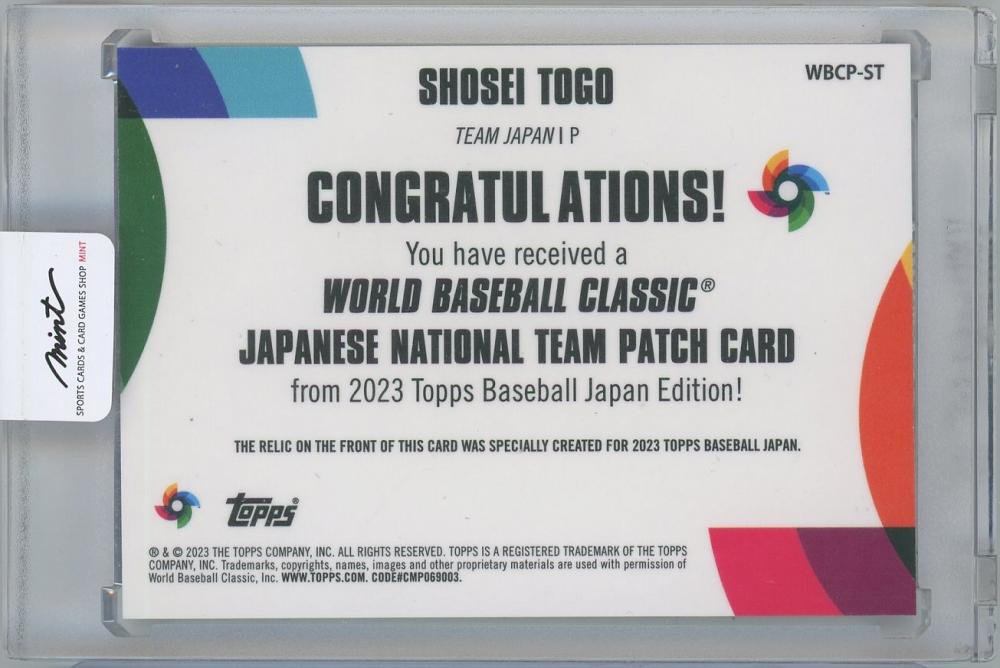 SHOSEI TOGO
WBCP-ST
TEAM JAPAN | P
CONGRATULATIONS!
You have received a
WORLD BASEBALL CLASSIC®
JAPANESE NATIONAL TEAM PATCH CARD
from 2023 Topps Baseball Japan Edition!
THE RELIC ON THE FRONT OF THIS CARD WAS SPECIALLY CREATED FOR 2023 TOPPS BASEBALL JAPAN.
topps®
® & © 2023 THE TOPPS COMPANY, INC. ALL RIGHTS RESERVED. TOPPS IS A REGISTERED TRADEMARK OF THE TOPPS
COMPANY, INC. Trademarks, copyrights, names, images and other proprietary materials are used with permission of
World Baseball Classic, Inc. WWW.TOPPS.COM. CODE#CMP069003.
mint
SPORTS CARDS & CARD GAMES SHOP MINT